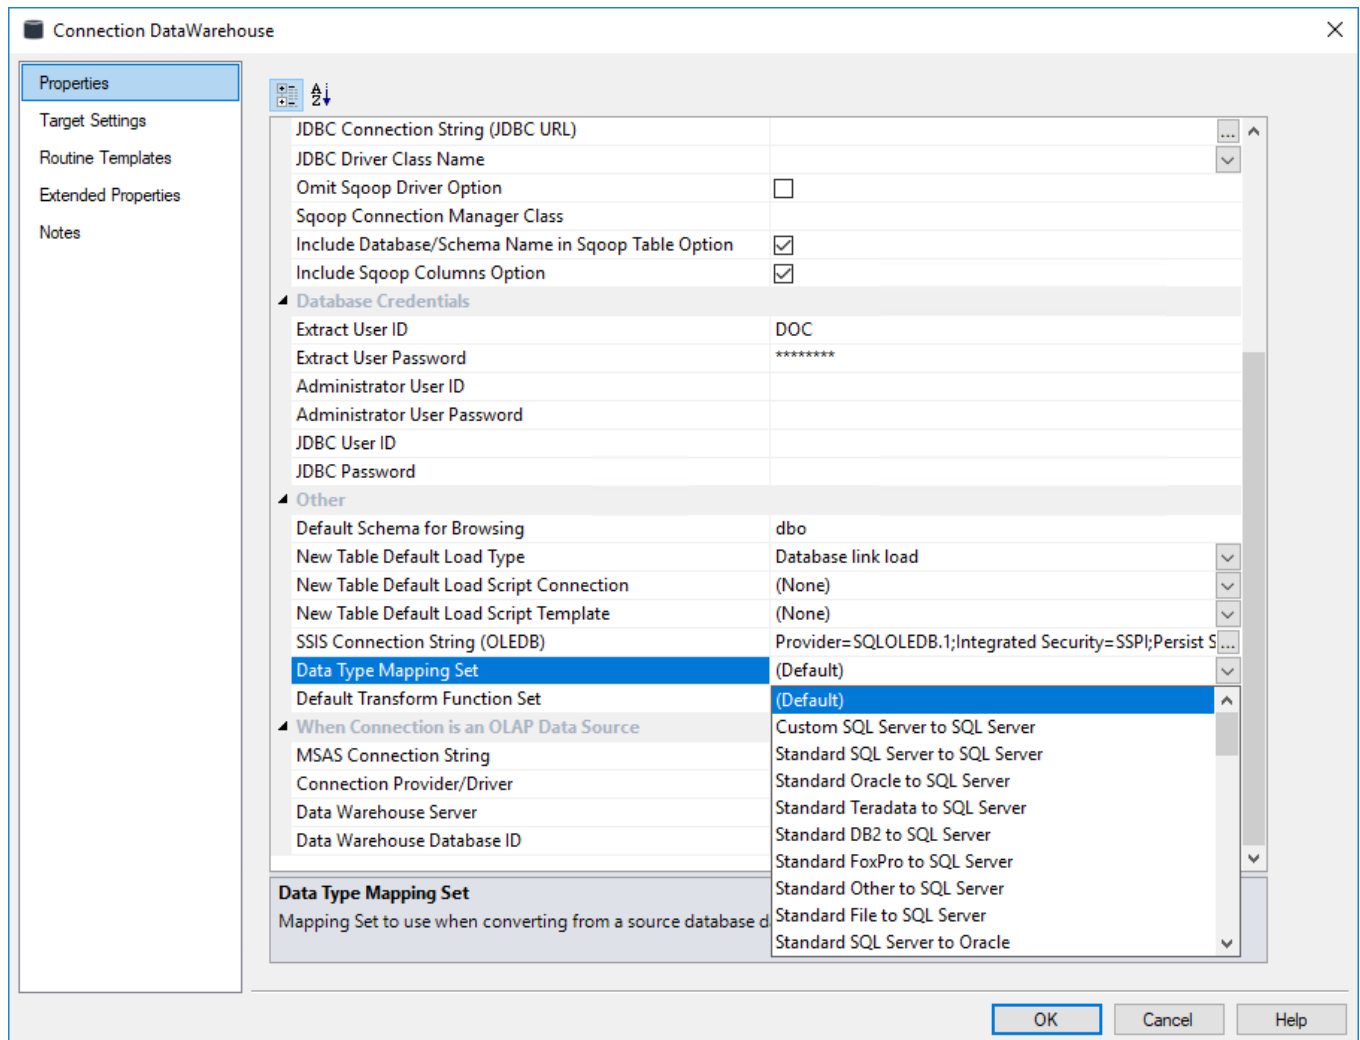 Connection DataWarehouse
Properties
Target Settings
Routine Templates
Extended Properties
Notes
JDBC Connection String (JDBC URL)
JDBC Driver Class Name
Omit Sqoop Driver Option
Sqoop Connection Manager Class
Include Database/Schema Name in Sqoop Table Option
Include Sqoop Columns Option
Database Credentials
Extract User ID DOC
Extract User Password ********
Administrator User ID
Administrator User Password
JDBC User ID
JDBC Password
Other
Default Schema for Browsing dbo
New Table Default Load Type Database link load
New Table Default Load Script Connection (None)
New Table Default Load Script Template (None)
SSIS Connection String (OLEDB) Provider=SQLOLEDB.1;Integrated Security=SSPI;Persist S...
Data Type Mapping Set (Default)
Default Transform Function Set
When Connection is an OLAP Data Source
MSAS Connection String
Connection Provider/Driver
Data Warehouse Server
Data Warehouse Database ID
(Default)
Custom SQL Server to SQL Server
Standard SQL Server to SQL Server
Standard Oracle to SQL Server
Standard Teradata to SQL Server
Standard DB2 to SQL Server
Standard FoxPro to SQL Server
Standard Other to SQL Server
Standard File to SQL Server
Standard SQL Server to Oracle
Data Type Mapping Set
Mapping Set to use when converting from a source database d
OK Cancel Help